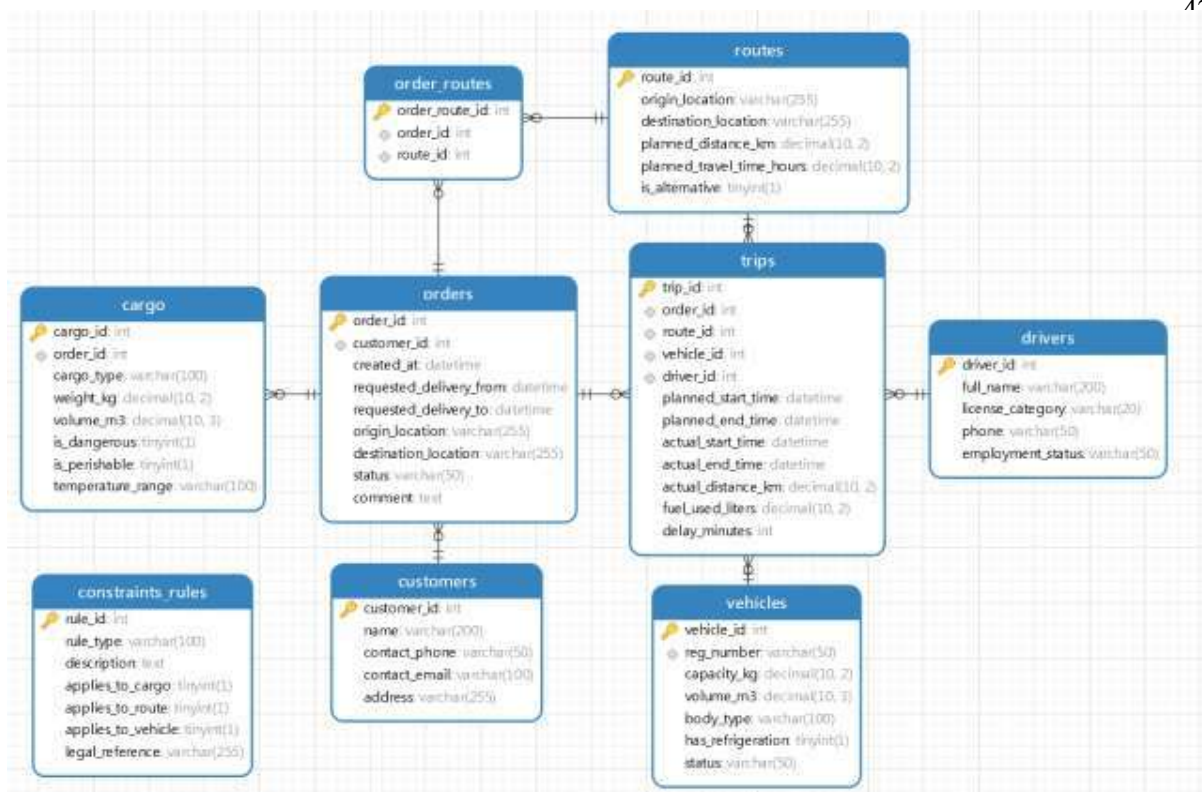 routes
route_id: int
origin_location: varchar(255)
destination_location: varchar(255)
planned_distance_km: decimal(10, 2)
planned_travel_time_hours: decimal(10, 2)
is_alternative: tinyint(1)
order_routes
order_route_id: int
order_id: int
route_id: int
trips
trip_id: int
order_id: int
route_id: int
vehicle_id: int
driver_id: int
planned_start_time: datetime
planned_end_time: datetime
actual_start_time: datetime
actual_end_time: datetime
actual_distance_km: decimal(10, 2)
fuel_used_liters: decimal(10, 2)
delay_minutes: int
cargo
cargo_id: int
order_id: int
cargo_type: varchar(100)
weight_kg: decimal(10, 2)
volume_m3: decimal(10, 3)
is_dangerous: tinyint(1)
is_perishable: tinyint(1)
temperature_range: varchar(100)
orders
order_id: int
customer_id: int
created_at: datetime
requested_delivery_from: datetime
requested_delivery_to: datetime
origin_location: varchar(255)
destination_location: varchar(255)
status: varchar(50)
comment: text
drivers
driver_id: int
full_name: varchar(200)
license_category: varchar(20)
phone: varchar(50)
employment_status: varchar(50)
constraints_rules
rule_id: int
rule_type: varchar(100)
description: text
applies_to_cargo: tinyint(1)
applies_to_route: tinyint(1)
applies_to_vehicle: tinyint(1)
legal_reference: varchar(255)
customers
customer_id: int
name: varchar(200)
contact_phone: varchar(50)
contact_email: varchar(100)
address: varchar(255)
vehicles
vehicle_id: int
reg_number: varchar(50)
capacity_kg: decimal(10, 2)
volume_m3: decimal(10, 3)
body_type: varchar(100)
has_refrigeration: tinyint(1)
status: varchar(50)